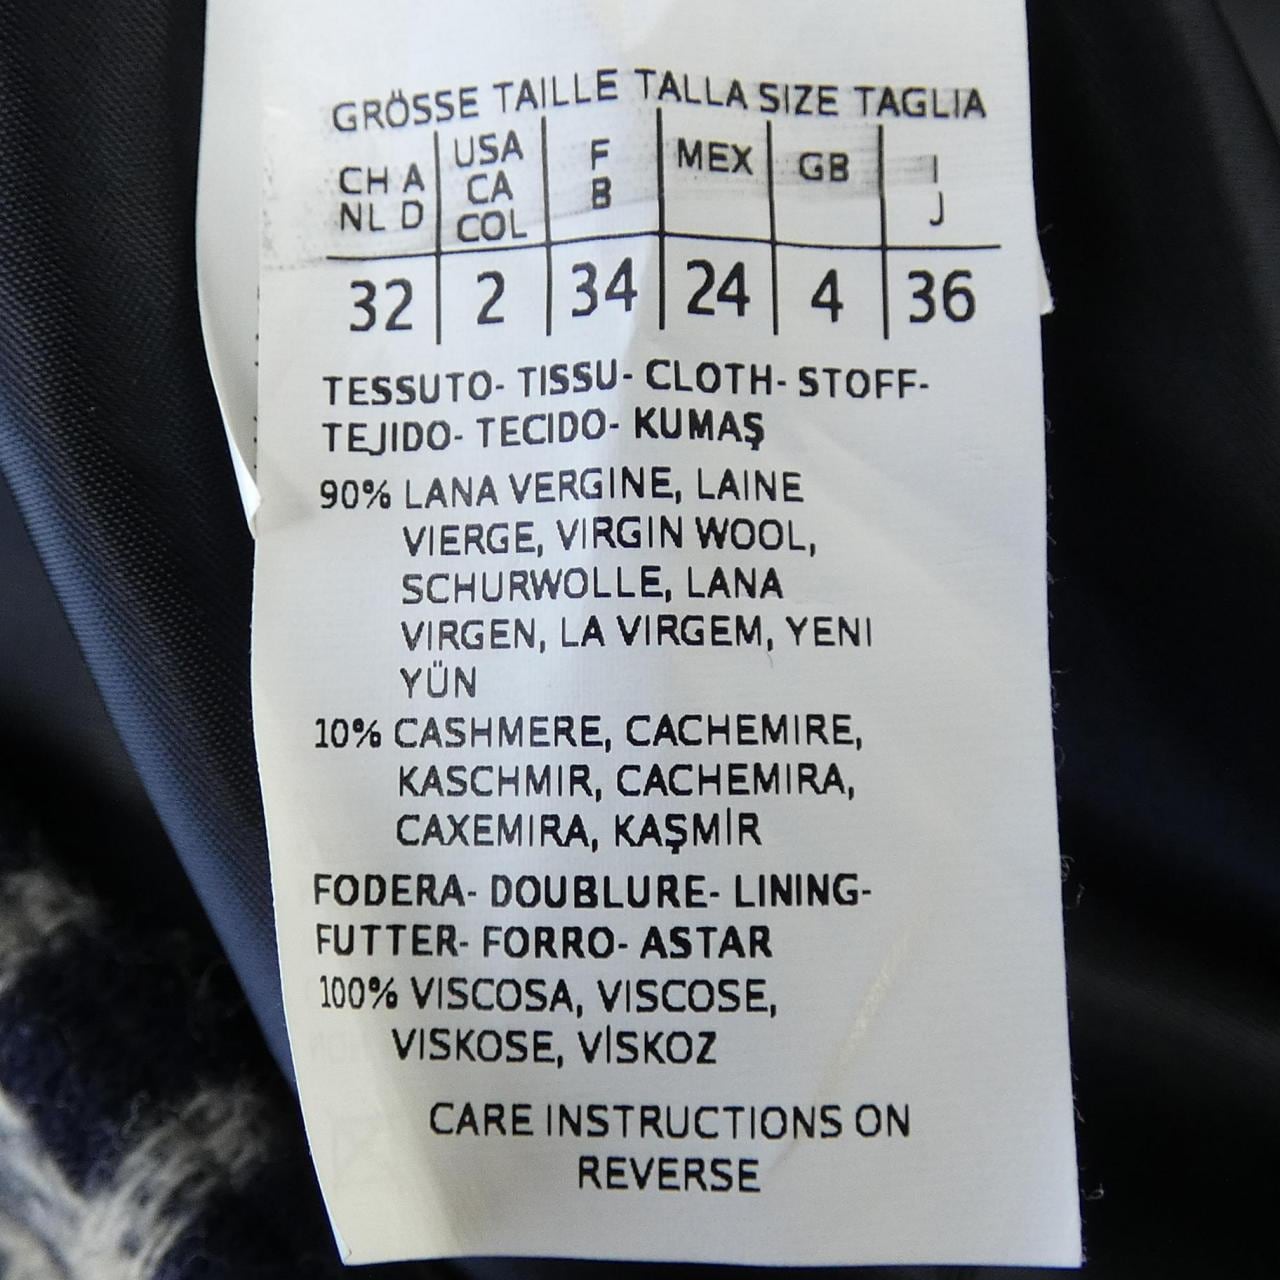 GRÖSSE TAILLE TALLA SIZE TAGLIA
CH A NL D USA CA COL F B MEX GB I J
32 2 34 24 4 36
TESSUTO- TISSU- CLOTH- STOFF-
TEJIDO- TECIDO- KUMAŞ
90% LANA VERGINE, LAINE
VIERGE, VIRGIN WOOL,
SCHURWOLLE, LANA
VIRGEN, LA VIRGEM, YENI
YÜN
10% CASHMERE, CACHEMIRE,
KASCHMIR, CACHEMIRA,
CAXEMIRA, KAŞMİR
FODERA- DOUBLURE- LINING-
FUTTER- FORRO- ASTAR
100% VISCOSA, VISCOSE,
VISKOSE, VİSKOZ
CARE INSTRUCTIONS ON
REVERSE